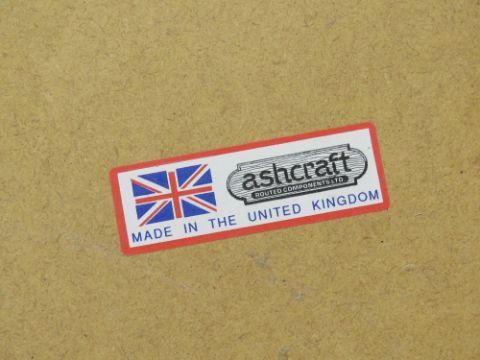 ashcraft
ROUTED COMPONENTS LTD.
MADE IN THE UNITED KINGDOM